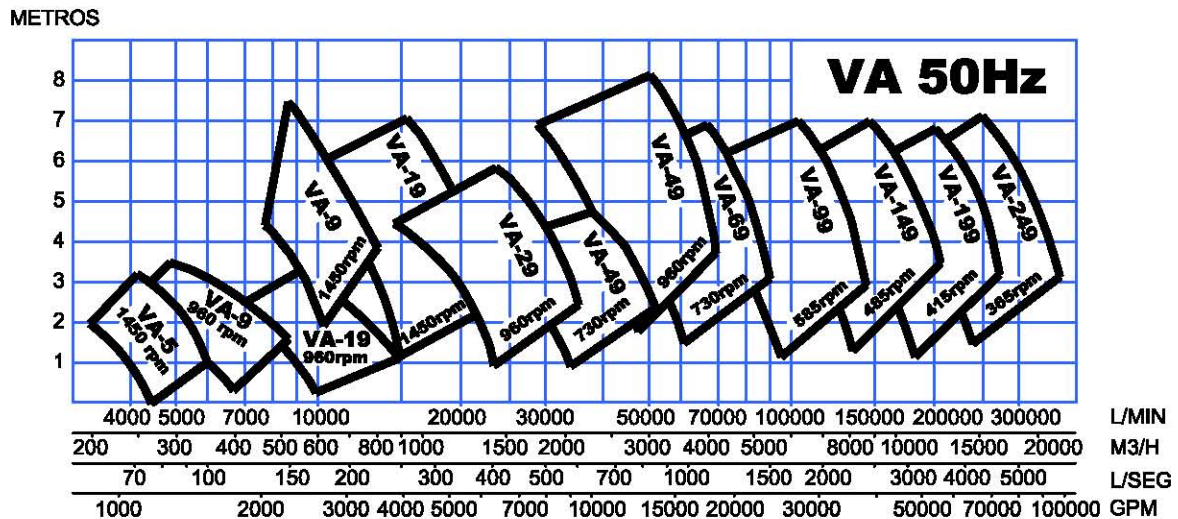 METROS
VA 50Hz
8
7
6
5
4
3
2
1
VA-5
1450 rpm
VA-9
960 rpm
VA-9
1450rpm
VA-19
960rpm
VA-19
1450rpm
VA-29
960rpm
VA-49
730rpm
VA-49
960rpm
VA-69
730rpm
VA-99
585rpm
VA-149
485rpm
VA-199
415rpm
VA-249
365rpm
4000 5000 7000 10000 20000 30000 50000 70000 100000 150000 200000 300000 L/MIN
200 300 400 500 600 800 1000 1500 2000 3000 4000 5000 8000 10000 15000 20000 M3/H
70 100 150 200 300 400 500 700 1000 1500 2000 3000 4000 5000 L/SEG
1000 2000 3000 4000 5000 7000 10000 15000 20000 30000 50000 70000 100000 GPM